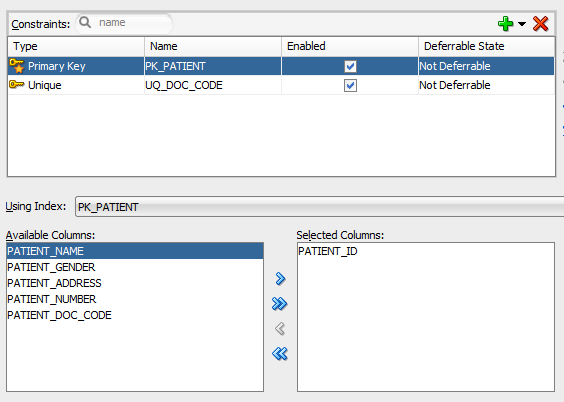 Constraints: name
Type Name Enabled Deferrable State
Primary Key PK_PATIENT Not Deferrable
Unique UQ_DOC_CODE Not Deferrable
Using Index: PK_PATIENT
Available Columns: Selected Columns:
PATIENT_NAME PATIENT_ID
PATIENT_GENDER
PATIENT_ADDRESS
PATIENT_NUMBER
PATIENT_DOC_CODE